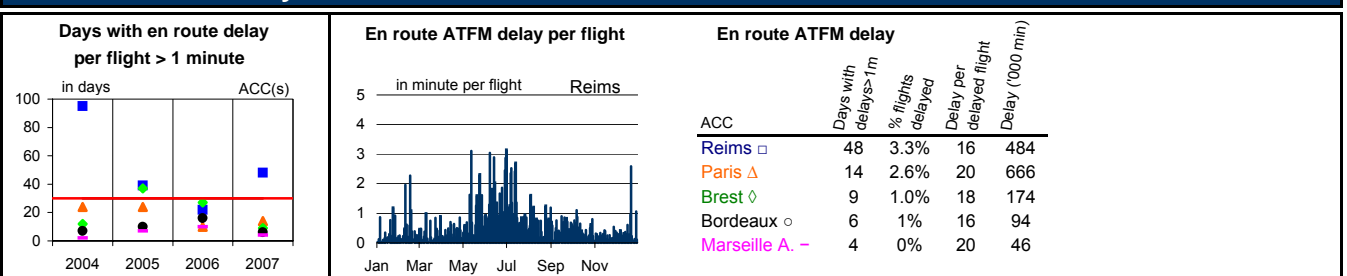 Days with en route delay
per flight > 1 minute
in days
ACC(s)
100
80
60
40
20
0
2004 2005 2006 2007
En route ATFM delay per flight
in minute per flight
Reims
5
4
3
2
1
0
Jan Mar May Jul Sep Nov
En route ATFM delay
ACC
Days with delays>1m
% flights delayed
Delay per delayed flight
Delay ('000 min)
Reims □ 48 3.3% 16 484
Paris Δ 14 2.6% 20 666
Brest ◊ 9 1.0% 18 174
Bordeaux ○ 6 1% 16 94
Marseille A. − 4 0% 20 46